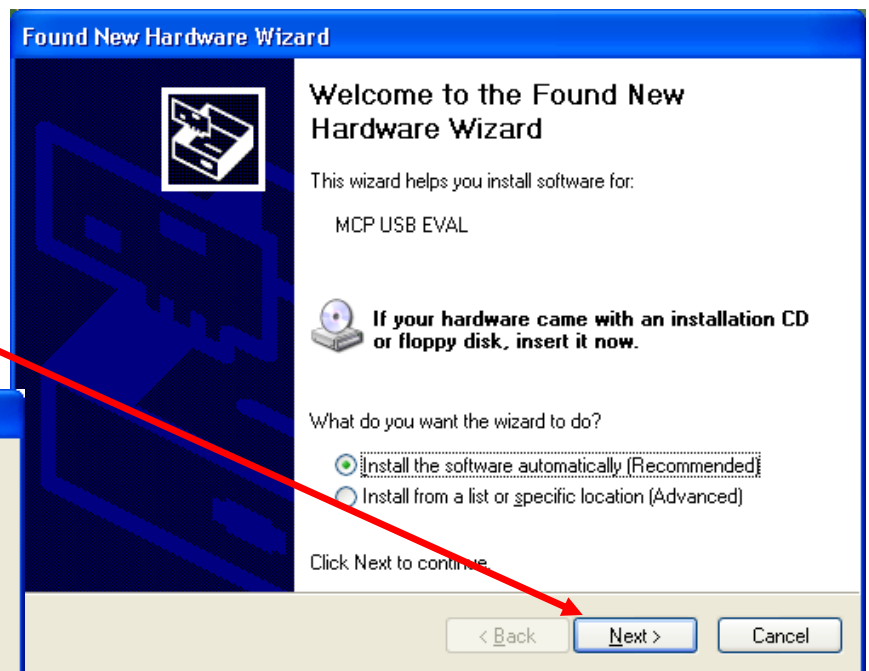 Found New Hardware Wizard
Welcome to the Found New
Hardware Wizard
This wizard helps you install software for:
MCP USB EVAL
If your hardware came with an installation CD
or floppy disk, insert it now.
What do you want the wizard to do?
Install the software automatically (Recommended)
Install from a list or specific location (Advanced)
Click Next to continue.
< Back Next > Cancel